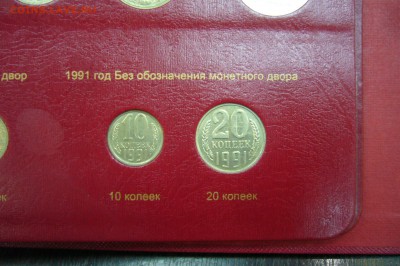 двор
1991 год Без обозначения монетного двора
10
КОПЕЕК
1991
20
КОПЕЕК
1991
10 копеек
20 копеек